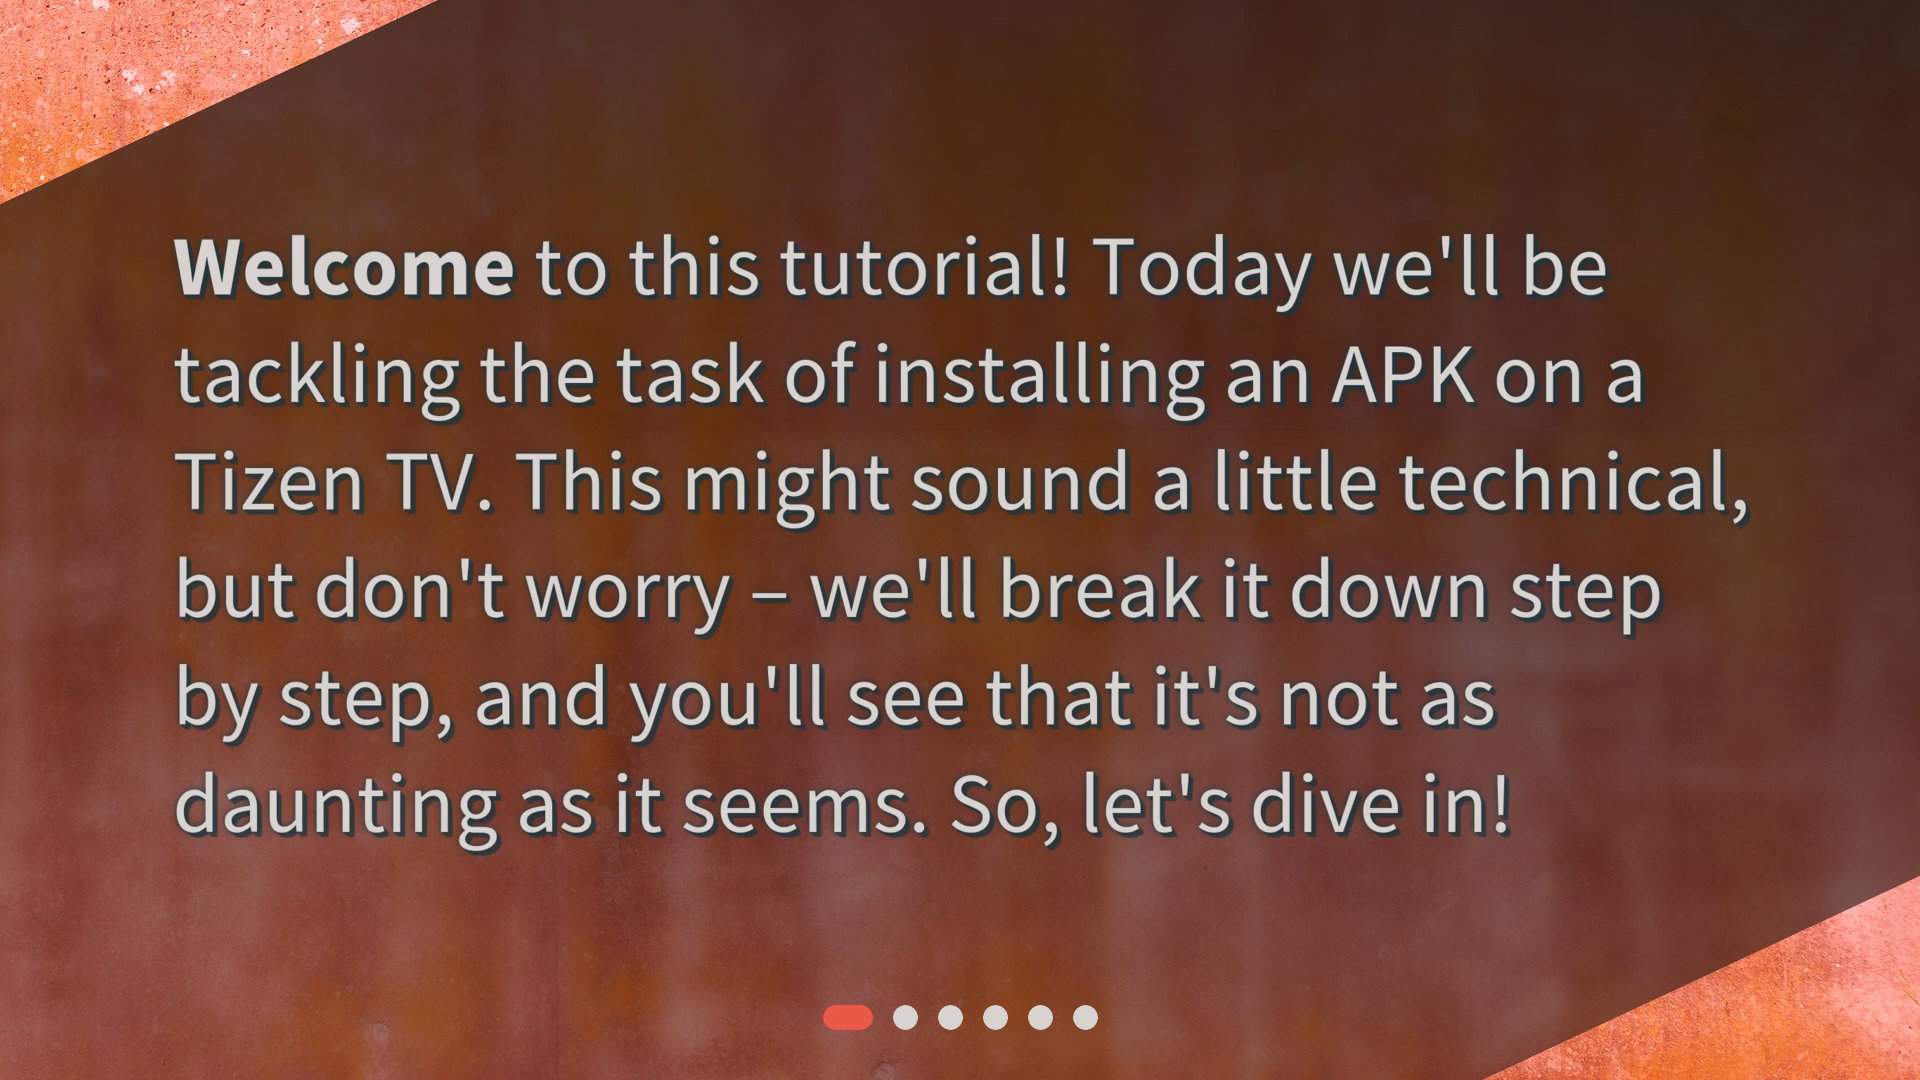 Welcome to this tutorial! Today we'll be
tackling the task of installing an APK on a
Tizen TV. This might sound a little technical,
but don't worry – we'll break it down step
by step, and you'll see that it's not as
daunting as it seems. So, let's dive in!